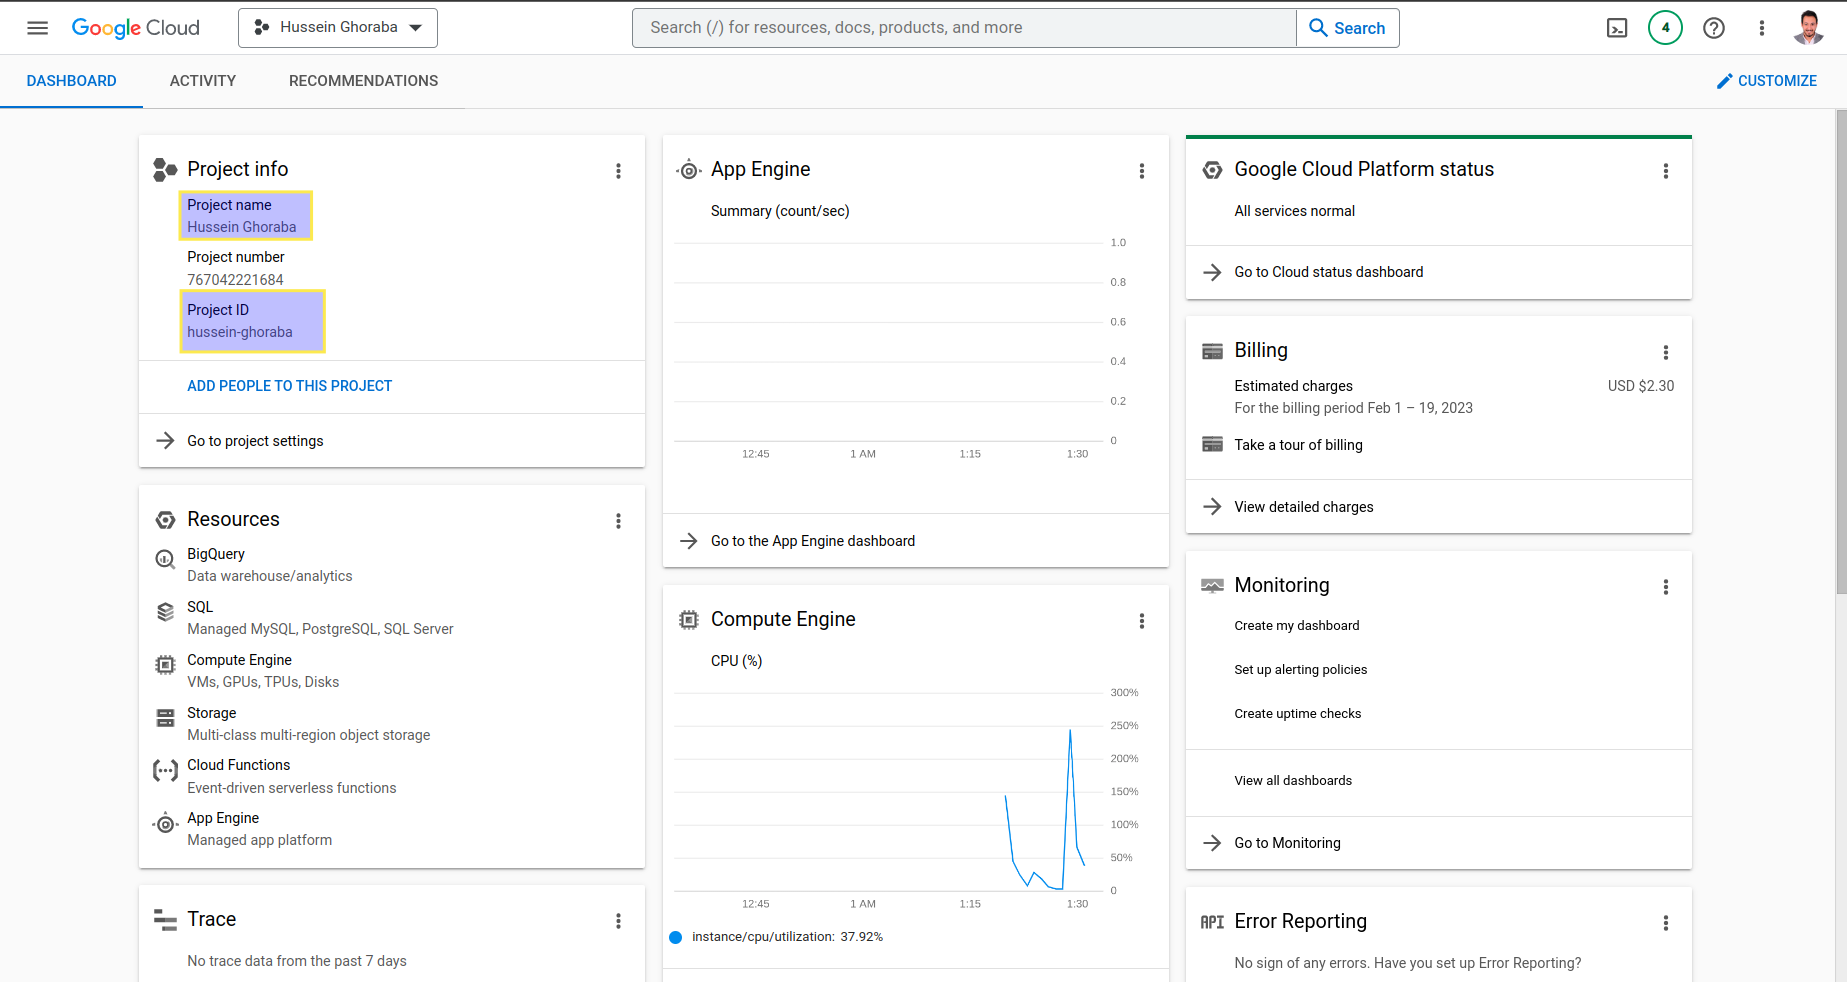 Google Cloud
Hussein Ghoraba
Search (/) for resources, docs, products, and more
Search
4
DASHBOARD
ACTIVITY
RECOMMENDATIONS
CUSTOMIZE
Project info
Project name
Hussein Ghoraba
Project number
767042221684
Project ID
hussein-ghoraba
ADD PEOPLE TO THIS PROJECT
Go to project settings
Resources
BigQuery
Data warehouse/analytics
SQL
Managed MySQL, PostgreSQL, SQL Server
Compute Engine
VMs, GPUs, TPUs, Disks
Storage
Multi-class multi-region object storage
Cloud Functions
Event-driven serverless functions
App Engine
Managed app platform
Trace
No trace data from the past 7 days
App Engine
Summary (count/sec)
1.0
0.8
0.6
0.4
0.2
0
12:45 1 AM 1:15 1:30
Go to the App Engine dashboard
Compute Engine
CPU (%)
300%
250%
200%
150%
100%
50%
0
12:45 1 AM 1:15 1:30
instance/cpu/utilization: 37.92%
Google Cloud Platform status
All services normal
Go to Cloud status dashboard
Billing
Estimated charges USD $2.30
For the billing period Feb 1 – 19, 2023
Take a tour of billing
View detailed charges
Monitoring
Create my dashboard
Set up alerting policies
Create uptime checks
View all dashboards
Go to Monitoring
API Error Reporting
No sign of any errors. Have you set up Error Reporting?